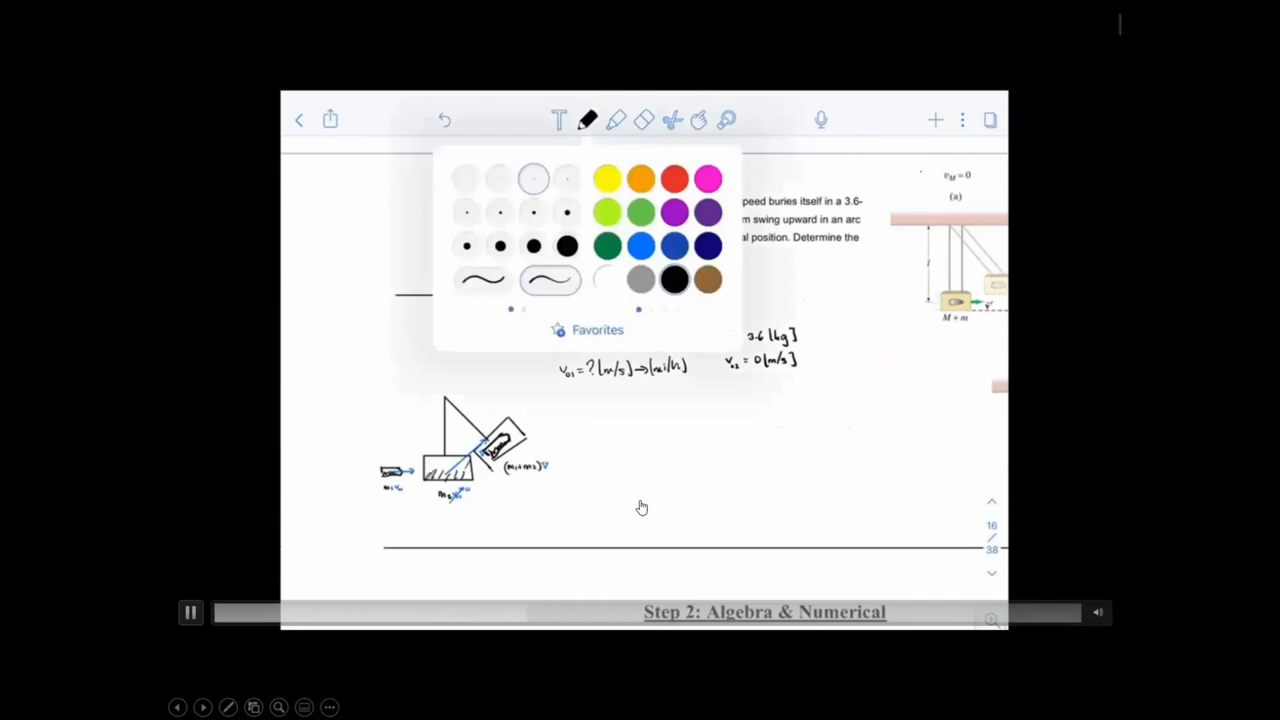 T
v_M = 0
(a)
peed buries itself in a 3.6-
m swing upward in an arc
al position. Determine the
l
M + m
Favorites
3.6 [kg]
v₀₁ = ? [m/s] → [mi/h]
v₀₂ = 0 [m/s]
(m₁+m₂)V
16
/
38
Step 2: Algebra & Numerical